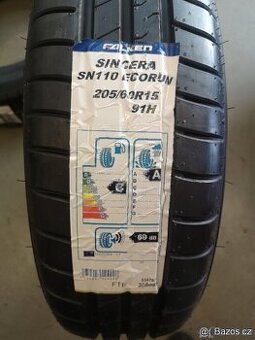 FALKEN
SINCERA
SN110 ECORUN
205/60R15
91H
C
A
69 dB
© Bazos.cz